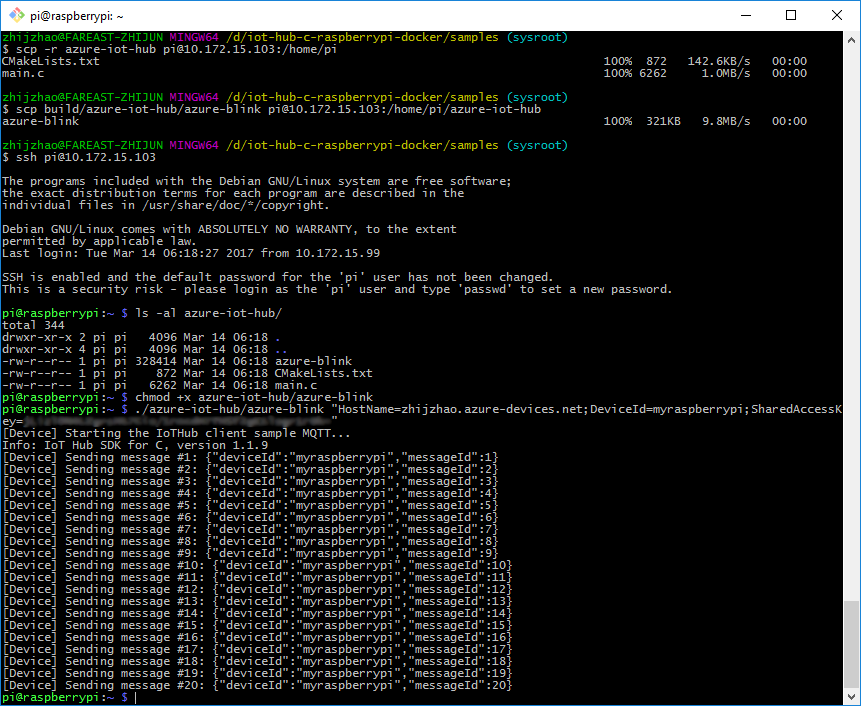 pi@raspberrypi: ~
zhijzhao@FAREAST-ZHIJUN MINGW64 /d/iot-hub-c-raspberrypi-docker/samples (sysroot)
$ scp -r azure-iot-hub pi@10.172.15.103:/home/pi
CMakeLists.txt 100% 872 142.6KB/s 00:00
main.c 100% 6262 1.0MB/s 00:00
zhijzhao@FAREAST-ZHIJUN MINGW64 /d/iot-hub-c-raspberrypi-docker/samples (sysroot)
$ scp build/azure-iot-hub/azure-blink pi@10.172.15.103:/home/pi/azure-iot-hub
azure-blink 100% 321KB 9.8MB/s 00:00
zhijzhao@FAREAST-ZHIJUN MINGW64 /d/iot-hub-c-raspberrypi-docker/samples (sysroot)
$ ssh pi@10.172.15.103
The programs included with the Debian GNU/Linux system are free software;
the exact distribution terms for each program are described in the
individual files in /usr/share/doc/*/copyright.
Debian GNU/Linux comes with ABSOLUTELY NO WARRANTY, to the extent
permitted by applicable law.
Last login: Tue Mar 14 06:18:27 2017 from 10.172.15.99
SSH is enabled and the default password for the 'pi' user has not been changed.
This is a security risk - please login as the 'pi' user and type 'passwd' to set a new password.
pi@raspberrypi:~ $ ls -al azure-iot-hub/
total 344
drwxr-xr-x 2 pi pi 4096 Mar 14 06:18 .
drwxr-xr-x 4 pi pi 4096 Mar 14 06:18 ..
-rw-r--r-- 1 pi pi 328414 Mar 14 06:18 azure-blink
-rw-r--r-- 1 pi pi 872 Mar 14 06:18 CMakeLists.txt
-rw-r--r-- 1 pi pi 6262 Mar 14 06:18 main.c
pi@raspberrypi:~ $ chmod +x azure-iot-hub/azure-blink
pi@raspberrypi:~ $ ./azure-iot-hub/azure-blink "HostName=zhijzhao.azure-devices.net;DeviceId=myraspberrypi;SharedAccessK
ey= "
[Device] Starting the IoTHub client sample MQTT...
Info: IoT Hub SDK for C, version 1.1.9
[Device] Sending message #1: {"deviceId":"myraspberrypi","messageId":1}
[Device] Sending message #2: {"deviceId":"myraspberrypi","messageId":2}
[Device] Sending message #3: {"deviceId":"myraspberrypi","messageId":3}
[Device] Sending message #4: {"deviceId":"myraspberrypi","messageId":4}
[Device] Sending message #5: {"deviceId":"myraspberrypi","messageId":5}
[Device] Sending message #6: {"deviceId":"myraspberrypi","messageId":6}
[Device] Sending message #7: {"deviceId":"myraspberrypi","messageId":7}
[Device] Sending message #8: {"deviceId":"myraspberrypi","messageId":8}
[Device] Sending message #9: {"deviceId":"myraspberrypi","messageId":9}
[Device] Sending message #10: {"deviceId":"myraspberrypi","messageId":10}
[Device] Sending message #11: {"deviceId":"myraspberrypi","messageId":11}
[Device] Sending message #12: {"deviceId":"myraspberrypi","messageId":12}
[Device] Sending message #13: {"deviceId":"myraspberrypi","messageId":13}
[Device] Sending message #14: {"deviceId":"myraspberrypi","messageId":14}
[Device] Sending message #15: {"deviceId":"myraspberrypi","messageId":15}
[Device] Sending message #16: {"deviceId":"myraspberrypi","messageId":16}
[Device] Sending message #17: {"deviceId":"myraspberrypi","messageId":17}
[Device] Sending message #18: {"deviceId":"myraspberrypi","messageId":18}
[Device] Sending message #19: {"deviceId":"myraspberrypi","messageId":19}
[Device] Sending message #20: {"deviceId":"myraspberrypi","messageId":20}
pi@raspberrypi:~ $